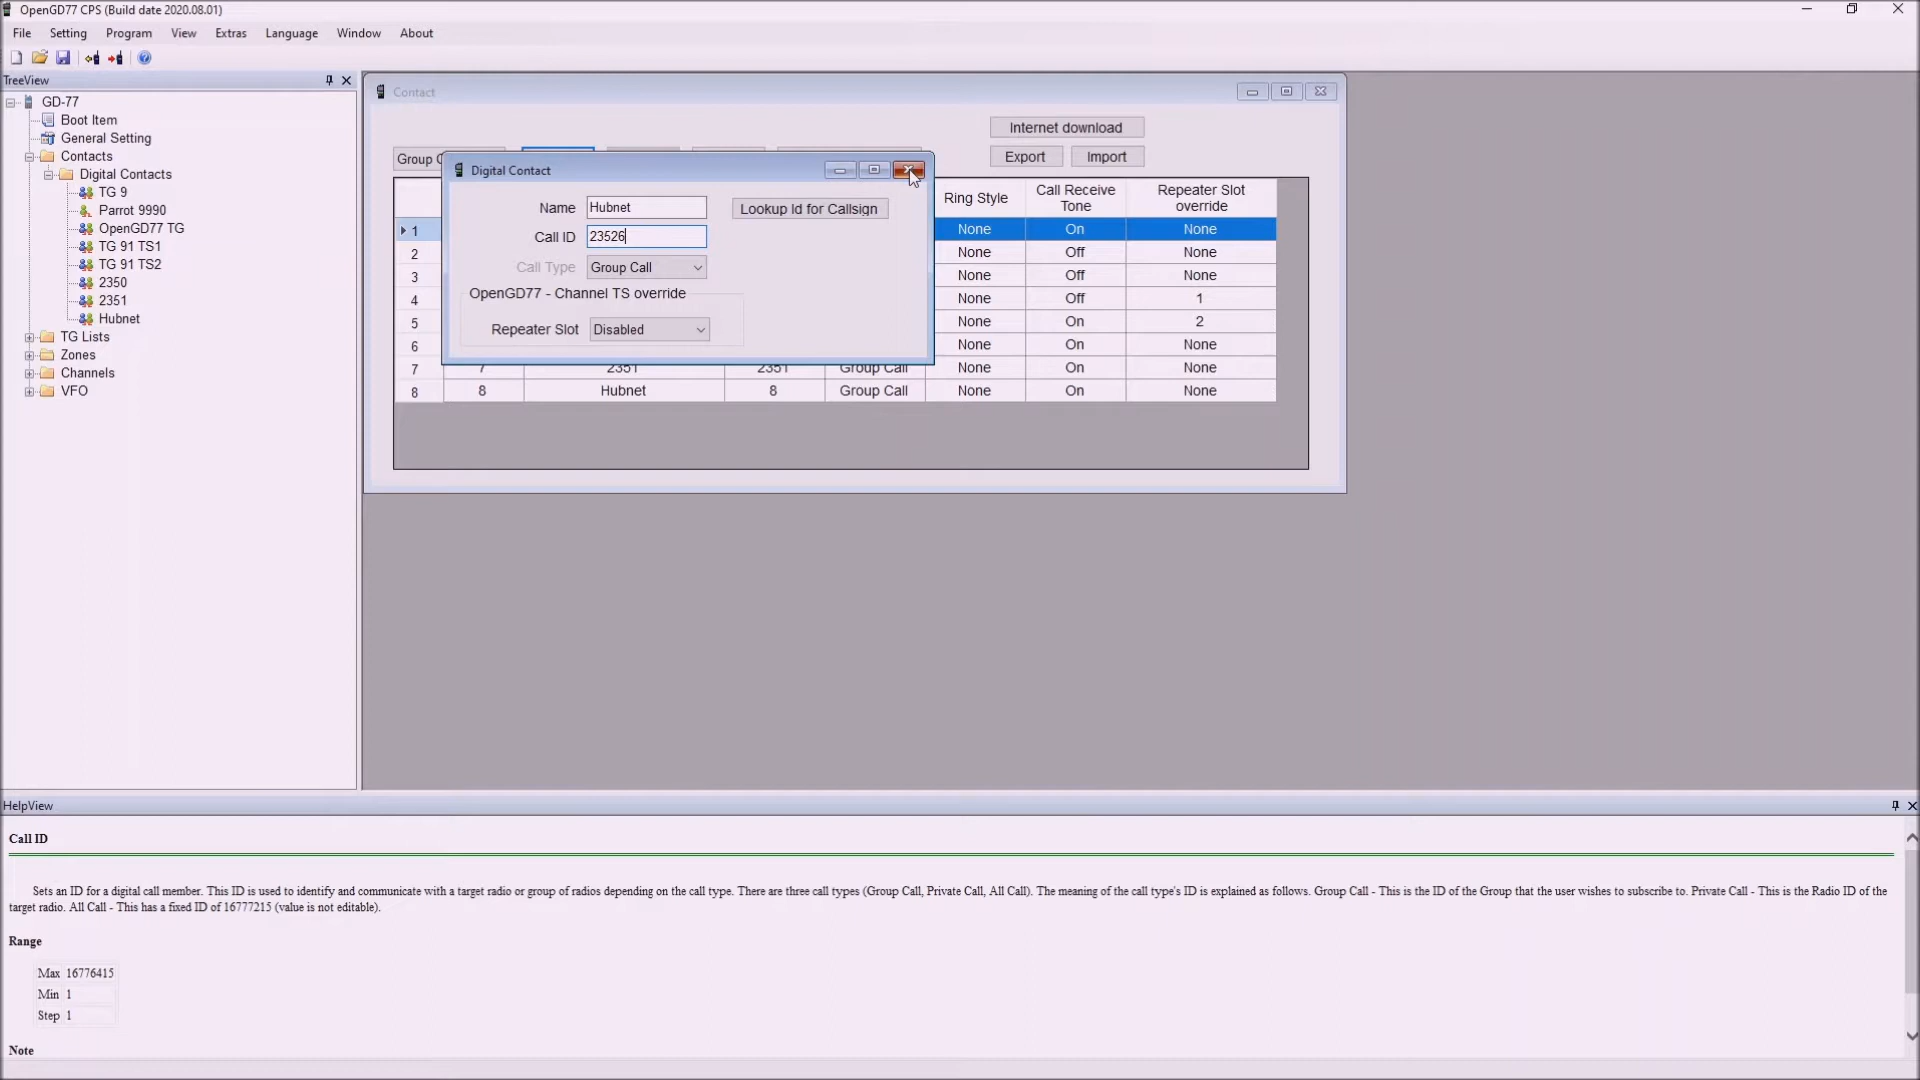 OpenGD77 CPS (Build date 2020.08.01)
File Setting Program View Extras Language Window About
TreeView
GD-77
Boot Item
General Setting
Contacts
Digital Contacts
TG 9
Parrot 9990
OpenGD77 TG
TG 91 TS1
TG 91 TS2
2350
2351
Hubnet
TG Lists
Zones
Channels
VFO
Contact
Internet download
Export Import
Group C
Digital Contact
Name Hubnet Lookup Id for Callsign
Call ID 23526
Call Type Group Call
OpenGD77 - Channel TS override
Repeater Slot Disabled
Ring Style Call Receive Tone Repeater Slot override
1 None On None
2 None Off None
3 None Off None
4 None Off 1
5 None On 2
6 None On None
7 7 2351 2351 Group Call None On None
8 8 Hubnet 8 Group Call None On None
HelpView
Call ID
Sets an ID for a digital call member. This ID is used to identify and communicate with a target radio or group of radios depending on the call type. There are three call types (Group Call, Private Call, All Call). The meaning of the call type's ID is explained as follows. Group Call - This is the ID of the Group that the user wishes to subscribe to. Private Call - This is the Radio ID of the
target radio. All Call - This has a fixed ID of 16777215 (value is not editable).
Range
Max 16776415
Min 1
Step 1
Note